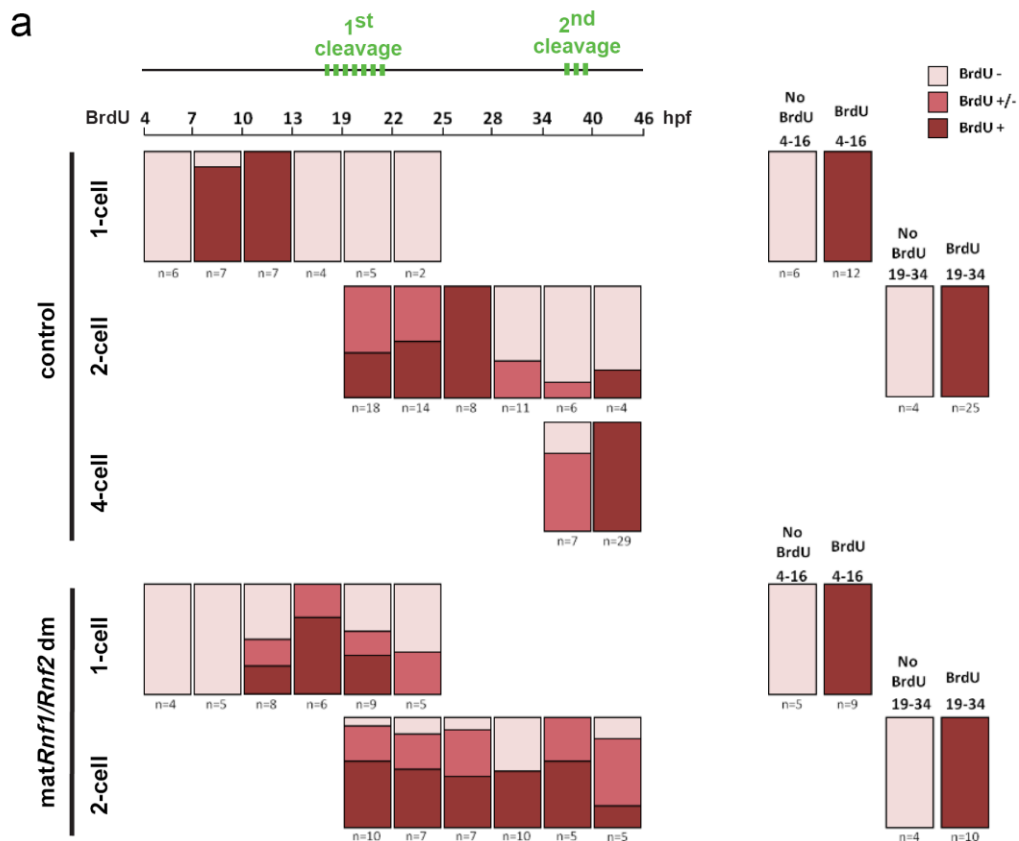 a
1st
cleavage
2nd
cleavage
BrdU 4 7 10 13 19 22 25 28 34 40 46 hpf
BrdU -
BrdU +/-
BrdU +
No
BrdU
4-16
BrdU
4-16
control
1-cell
n=6 n=7 n=7 n=4 n=5 n=2
n=6 n=12
No
BrdU
19-34
BrdU
19-34
2-cell
n=18 n=14 n=8 n=11 n=6 n=4
n=4 n=25
4-cell
n=7 n=29
No
BrdU
4-16
BrdU
4-16
matRnf1/Rnf2 dm
1-cell
n=4 n=5 n=8 n=6 n=9 n=5
n=5 n=9
No
BrdU
19-34
BrdU
19-34
2-cell
n=10 n=7 n=7 n=10 n=5 n=5
n=4 n=10